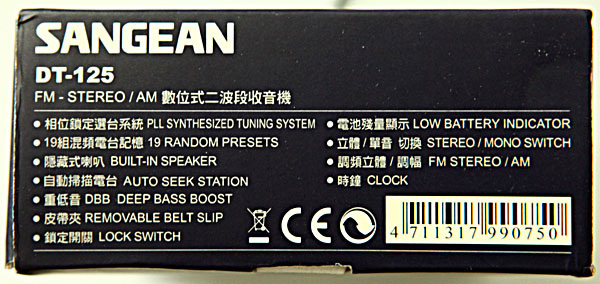 SANGEAN
DT-125
FM - STEREO / AM 數位式二波段收音機
• 相位鎖定選台系統 PLL SYNTHESIZED TUNING SYSTEM
• 19組混頻電台記憶 19 RANDOM PRESETS
• 隱藏式喇叭 BUILT-IN SPEAKER
• 自動掃描電台 AUTO SEEK STATION
• 重低音 DBB DEEP BASS BOOST
• 皮帶夾 REMOVABLE BELT SLIP
• 鎖定開關 LOCK SWITCH
• 電池殘量顯示 LOW BATTERY INDICATOR
• 立體 / 單音 切換 STEREO / MONO SWITCH
• 調頻立體 / 調幅 FM STEREO / AM
• 時鐘 CLOCK
CE
4 711317 990750